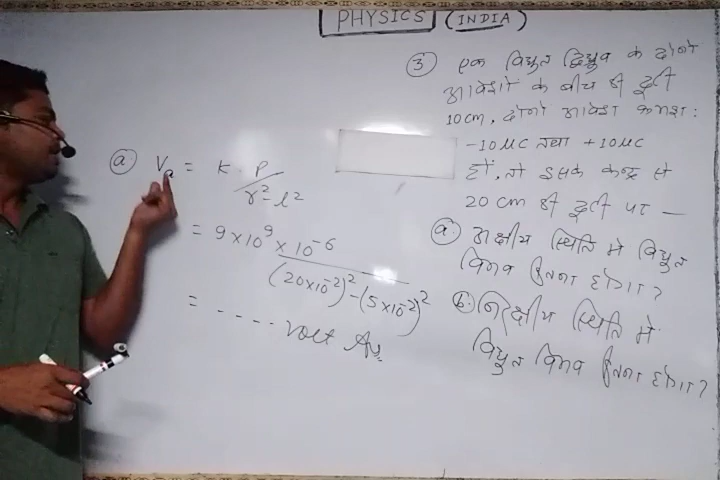 PHYSICS (INDIA)
③ एक विद्युत द्विध्रुव के दोनो
आवेशो के बीच की दूरी
10cm, दोनो आवेश क्रमशः
-10μC तथा +10μC
हों, तो इसके केन्द्र से
20 cm की दूरी पर —
ⓐ. अक्षीय स्थिति मे विद्युत
विभव कितना होगा?
ⓑ. निरक्षीय स्थिति मे
विद्युत विभव कितना होगा?
ⓐ Va = K · P / r² - l²
= 9×10⁹ × 10⁻⁶ / (20×10⁻²)² - (5×10⁻²)²
= - - - - volt